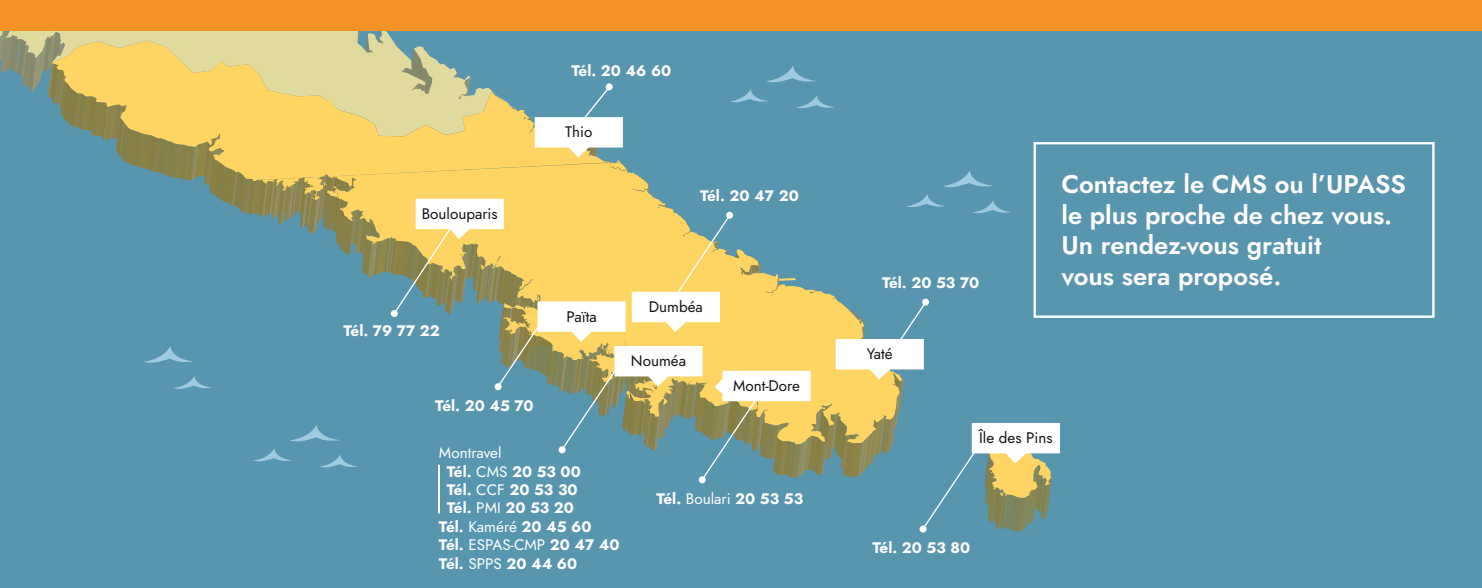 Tél. 20 46 60
Thio
Tél. 20 47 20
Boulouparis
Contactez le CMS ou l'UPASS
le plus proche de chez vous.
Un rendez-vous gratuit
vous sera proposé.
Tél. 20 53 70
Dumbéa
Païta
Tél. 79 77 22
Yaté
Nouméa
Mont-Dore
Tél. 20 45 70
Île des Pins
Montravel
Tél. CMS 20 53 00
Tél. CCF 20 53 30
Tél. PMI 20 53 20
Tél. Kaméré 20 45 60
Tél. ESPAS-CMP 20 47 40
Tél. SPPS 20 44 60
Tél. Boulari 20 53 53
Tél. 20 53 80